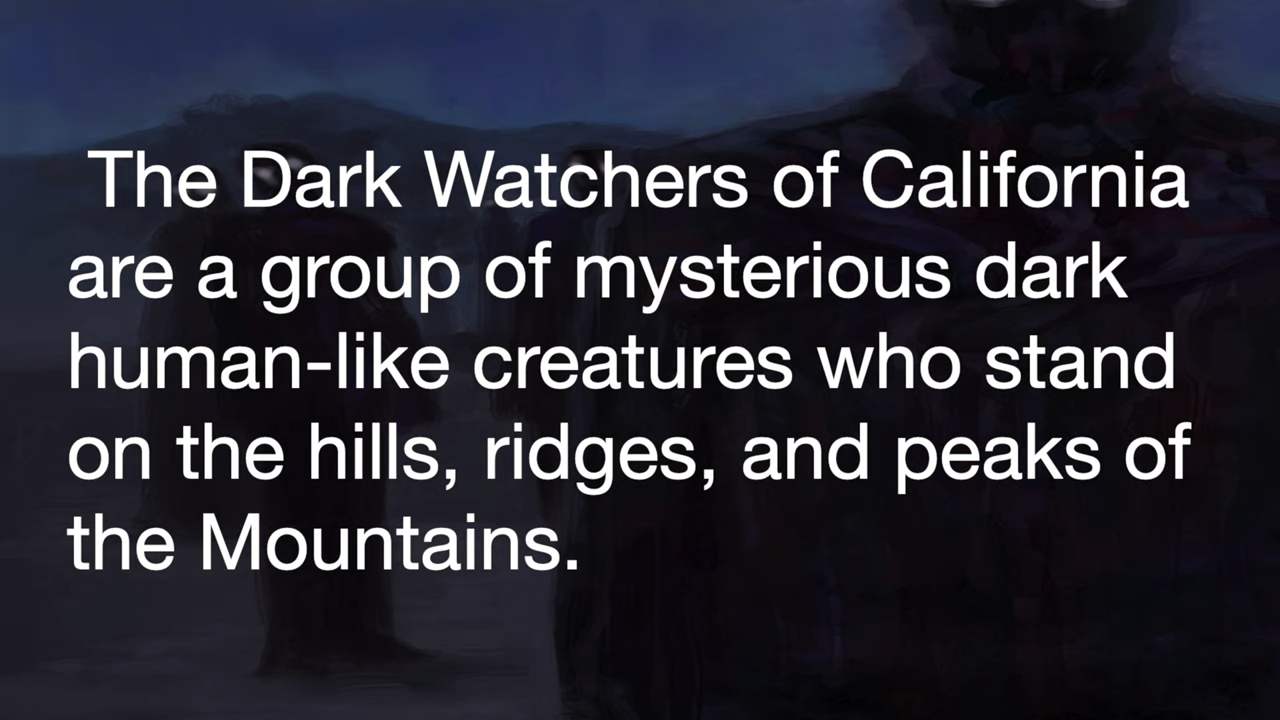 The Dark Watchers of California
are a group of mysterious dark
human-like creatures who stand
on the hills, ridges, and peaks of
the Mountains.